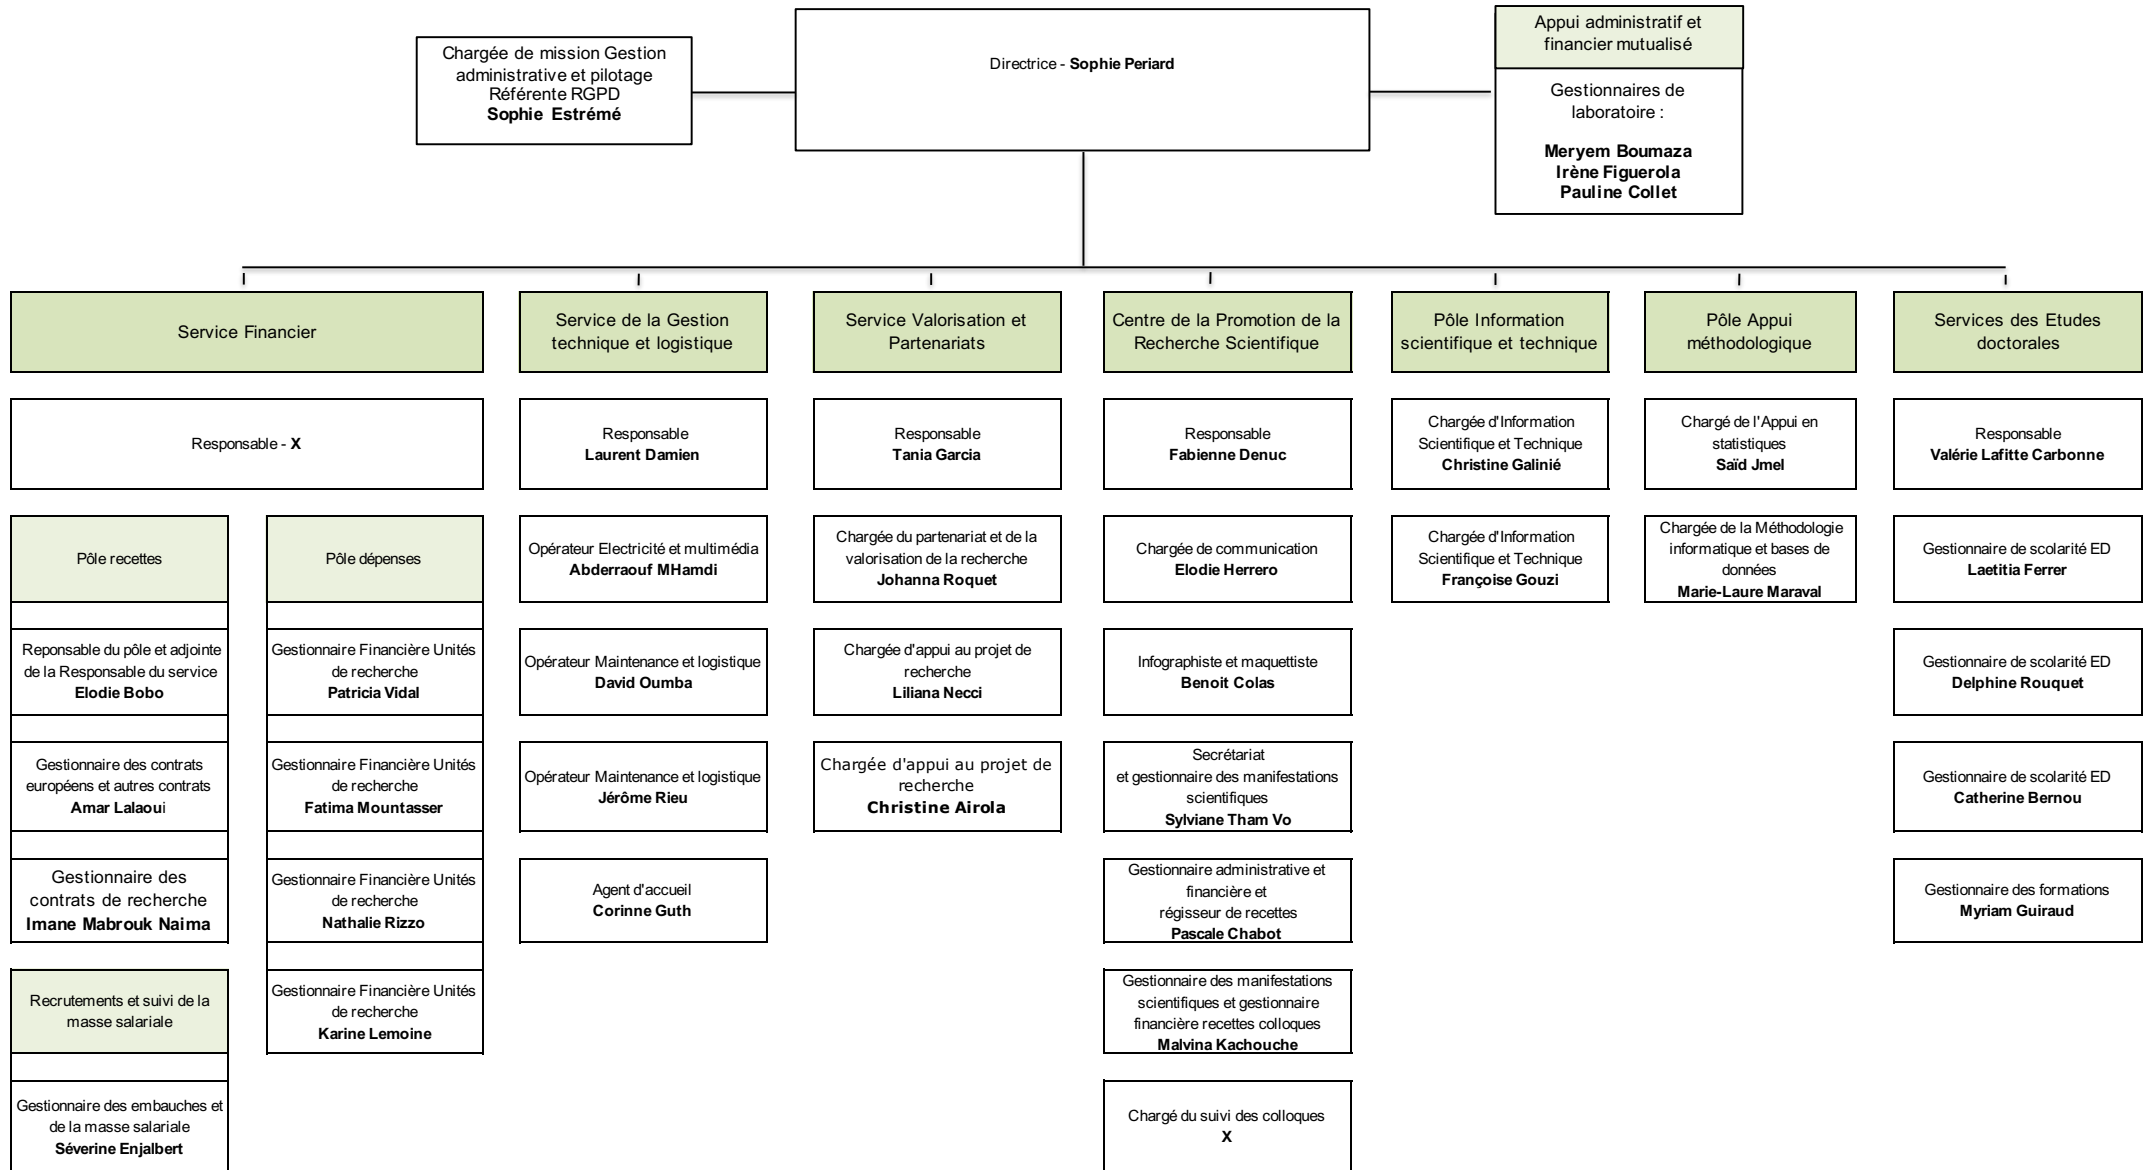 Chargée de mission Gestion
administrative et pilotage
Référente RGPD
Sophie Estrémé
Directrice - Sophie Periard
Appui administratif et
financier mutualisé
Gestionnaires de
laboratoire :
Meryem Boumaza
Irène Figuerola
Pauline Collet
Service Financier
Responsable - X
Pôle recettes
Reponsable du pôle et adjointe
de la Responsable du service
Elodie Bobo
Gestionnaire des contrats
européens et autres contrats
Amar Lalaoui
Gestionnaire des
contrats de recherche
Imane Mabrouk Naima
Recrutements et suivi de la
masse salariale
Gestionnaire des embauches et
de la masse salariale
Séverine Enjalbert
Pôle dépenses
Gestionnaire Financière Unités
de recherche
Patricia Vidal
Gestionnaire Financière Unités
de recherche
Fatima Mountasser
Gestionnaire Financière Unités
de recherche
Nathalie Rizzo
Gestionnaire Financière Unités
de recherche
Karine Lemoine
Service de la Gestion
technique et logistique
Responsable
Laurent Damien
Opérateur Electricité et multimédia
Abderraouf MHamdi
Opérateur Maintenance et logistique
David Oumba
Opérateur Maintenance et logistique
Jérôme Rieu
Agent d'accueil
Corinne Guth
Service Valorisation et
Partenariats
Responsable
Tania Garcia
Chargée du partenariat et de la
valorisation de la recherche
Johanna Roquet
Chargée d'appui au projet de
recherche
Liliana Necci
Chargée d'appui au projet de
recherche
Christine Airola
Centre de la Promotion de la
Recherche Scientifique
Responsable
Fabienne Denuc
Chargée de communication
Elodie Herrero
Infographiste et maquettiste
Benoit Colas
Secrétariat
et gestionnaire des manifestations
scientifiques
Sylviane Tham Vo
Gestionnaire administrative et
financière et
régisseur de recettes
Pascale Chabot
Gestionnaire des manifestations
scientifiques et gestionnaire
financière recettes colloques
Malvina Kachouche
Chargé du suivi des colloques
X
Pôle Information
scientifique et technique
Chargée d'Information
Scientifique et Technique
Christine Galinié
Chargée d'Information
Scientifique et Technique
Françoise Gouzi
Pôle Appui
méthodologique
Chargé de l'Appui en
statistiques
Saïd Jmel
Chargée de la Méthodologie
informatique et bases de
données
Marie-Laure Maraval
Services des Etudes
doctorales
Responsable
Valérie Lafitte Carbonne
Gestionnaire de scolarité ED
Laetitia Ferrer
Gestionnaire de scolarité ED
Delphine Rouquet
Gestionnaire de scolarité ED
Catherine Bernou
Gestionnaire des formations
Myriam Guiraud